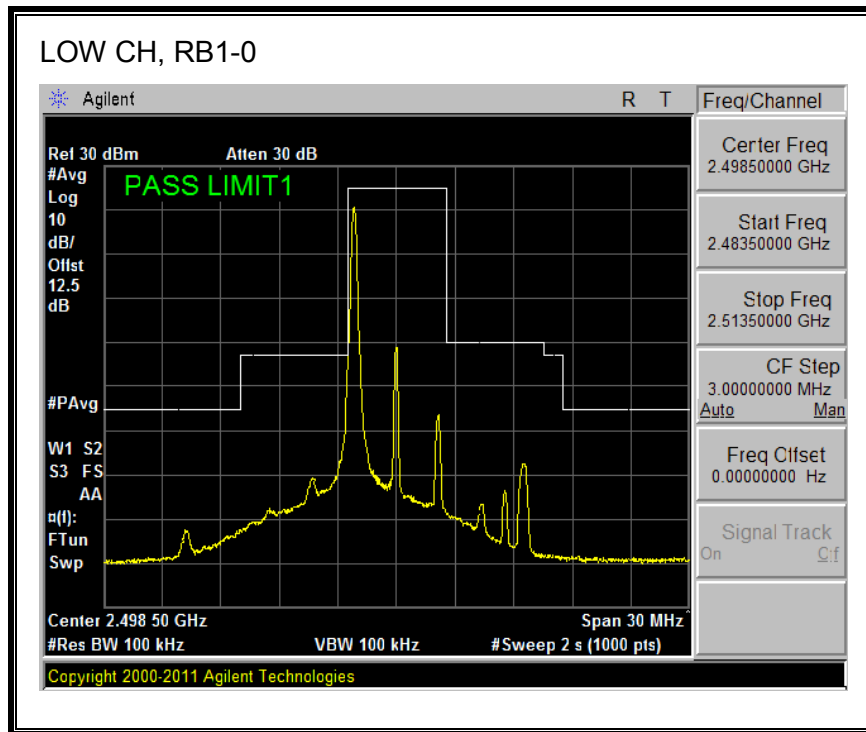 LOW CH, RB1-0
Agilent R T Freq/Channel
Ref 30 dBm Atten 30 dB
#Avg
Log
10
dB/
Offst
12.5
dB
PASS LIMIT1
#PAvg
W1 S2
S3 FS
AA
¤(f):
FTun
Swp
Center 2.498 50 GHz Span 30 MHz^
#Res BW 100 kHz VBW 100 kHz #Sweep 2 s (1000 pts)
Copyright 2000-2011 Agilent Technologies
Center Freq
2.49850000 GHz
Start Freq
2.48350000 GHz
Stop Freq
2.51350000 GHz
CF Step
3.00000000 MHz
Auto Man
Freq Offset
0.00000000 Hz
Signal Track
On Off